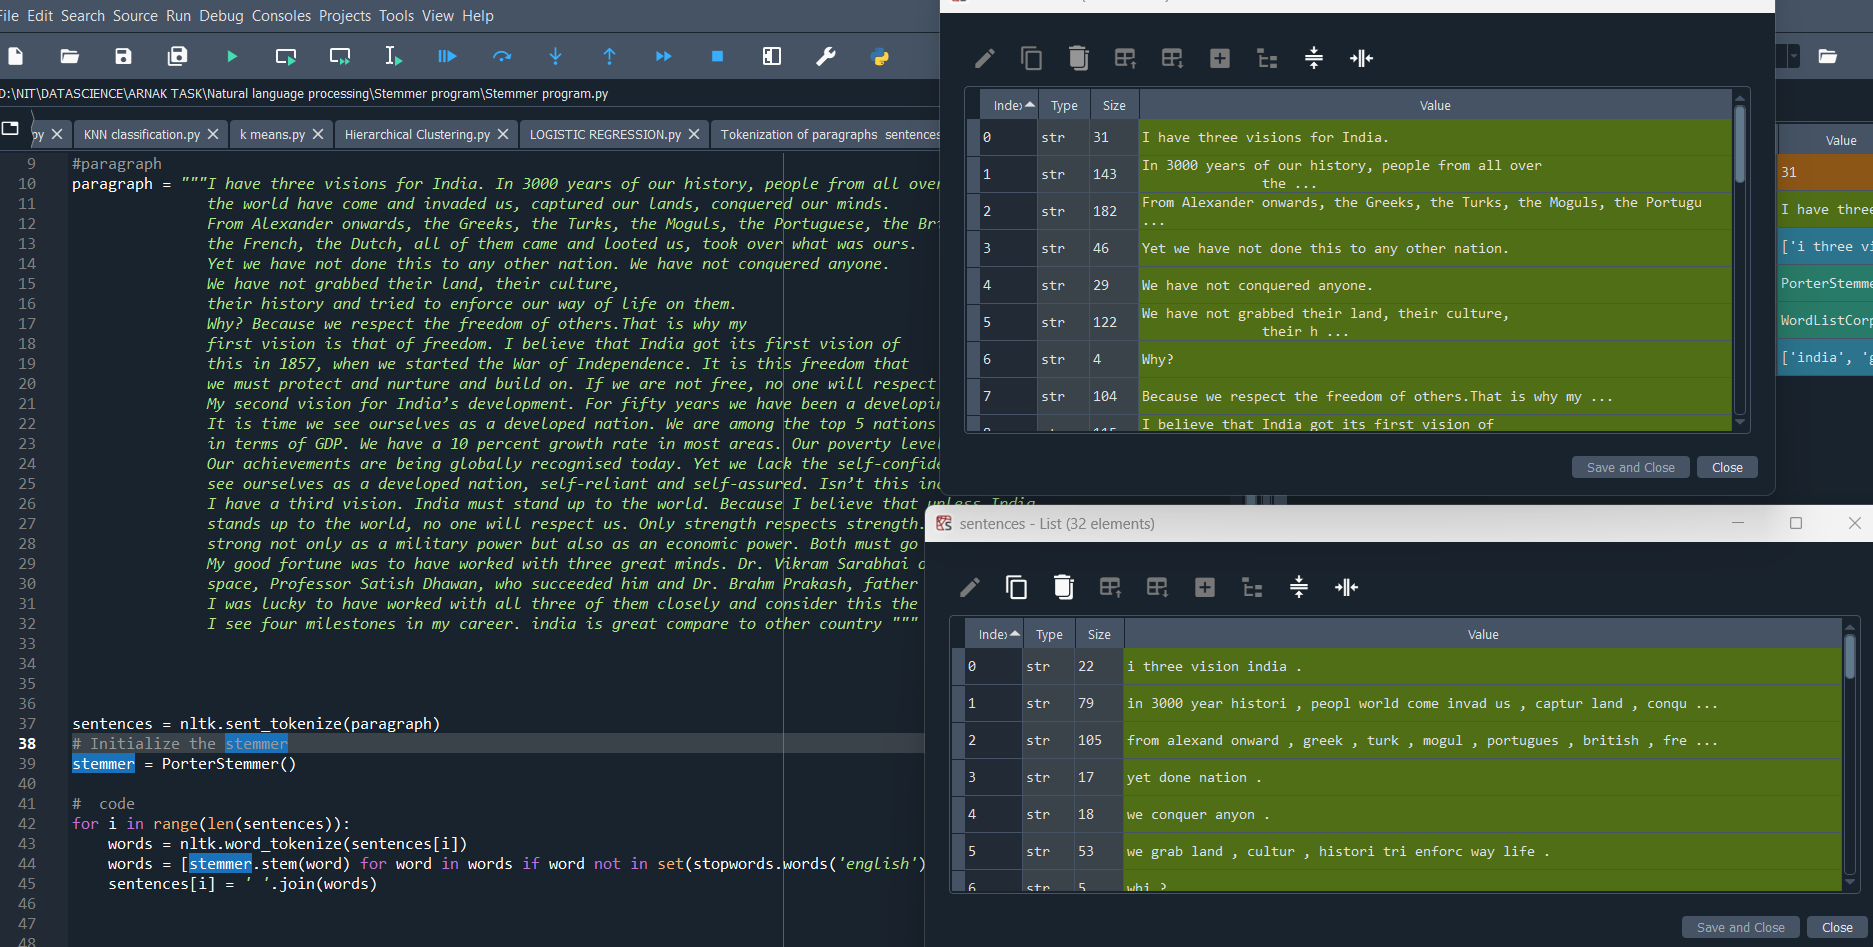 File Edit Search Source Run Debug Consoles Projects Tools View Help
D:\NIT\DATASCIENCE\ARNAK TASK\Natural language processing\Stemmer program\Stemmer program.py
py
KNN classification.py
k means.py
Hierarchical Clustering.py
LOGISTIC REGRESSION.py
Tokenization of paragraphs sentences
9 #paragraph
10 paragraph = """I have three visions for India. In 3000 years of our history, people from all over
11 the world have come and invaded us, captured our lands, conquered our minds.
12 From Alexander onwards, the Greeks, the Turks, the Moguls, the Portuguese, the Bri
13 the French, the Dutch, all of them came and looted us, took over what was ours.
14 Yet we have not done this to any other nation. We have not conquered anyone.
15 We have not grabbed their land, their culture,
16 their history and tried to enforce our way of life on them.
17 Why? Because we respect the freedom of others.That is why my
18 first vision is that of freedom. I believe that India got its first vision of
19 this in 1857, when we started the War of Independence. It is this freedom that
20 we must protect and nurture and build on. If we are not free, no one will respect
21 My second vision for India’s development. For fifty years we have been a developin
22 It is time we see ourselves as a developed nation. We are among the top 5 nations
23 in terms of GDP. We have a 10 percent growth rate in most areas. Our poverty leve
24 Our achievements are being globally recognised today. Yet we lack the self-confide
25 see ourselves as a developed nation, self-reliant and self-assured. Isn’t this inc
26 I have a third vision. India must stand up to the world. Because I believe that unless India
27 stands up to the world, no one will respect us. Only strength respects strength.
28 strong not only as a military power but also as an economic power. Both must go
29 My good fortune was to have worked with three great minds. Dr. Vikram Sarabhai o
30 space, Professor Satish Dhawan, who succeeded him and Dr. Brahm Prakash, father
31 I was lucky to have worked with all three of them closely and consider this the
32 I see four milestones in my career. india is great compare to other country """
33
34
35
36
37 sentences = nltk.sent_tokenize(paragraph)
38 # Initialize the stemmer
39 stemmer = PorterStemmer()
40
41 # code
42 for i in range(len(sentences)):
43 words = nltk.word_tokenize(sentences[i])
44 words = [stemmer.stem(word) for word in words if word not in set(stopwords.words('english')
45 sentences[i] = ' '.join(words)
46
47
48
Index Type Size Value
0 str 31 I have three visions for India.
1 str 143 In 3000 years of our history, people from all over
the ...
2 str 182 From Alexander onwards, the Greeks, the Turks, the Moguls, the Portugu
...
3 str 46 Yet we have not done this to any other nation.
4 str 29 We have not conquered anyone.
5 str 122 We have not grabbed their land, their culture,
their h ...
6 str 4 Why?
7 str 104 Because we respect the freedom of others.That is why my ...
8 str 115 I believe that India got its first vision of
Save and Close
Close
Value
31
I have three
['i three vi
PorterStemme
WordListCorp
['india', 'g
sentences - List (32 elements)
Index Type Size Value
0 str 22 i three vision india .
1 str 79 in 3000 year histori , peopl world come invad us , captur land , conqu ...
2 str 105 from alexand onward , greek , turk , mogul , portugues , british , fre ...
3 str 17 yet done nation .
4 str 18 we conquer anyon .
5 str 53 we grab land , cultur , histori tri enforc way life .
6 str 5 whi ?
Save and Close
Close